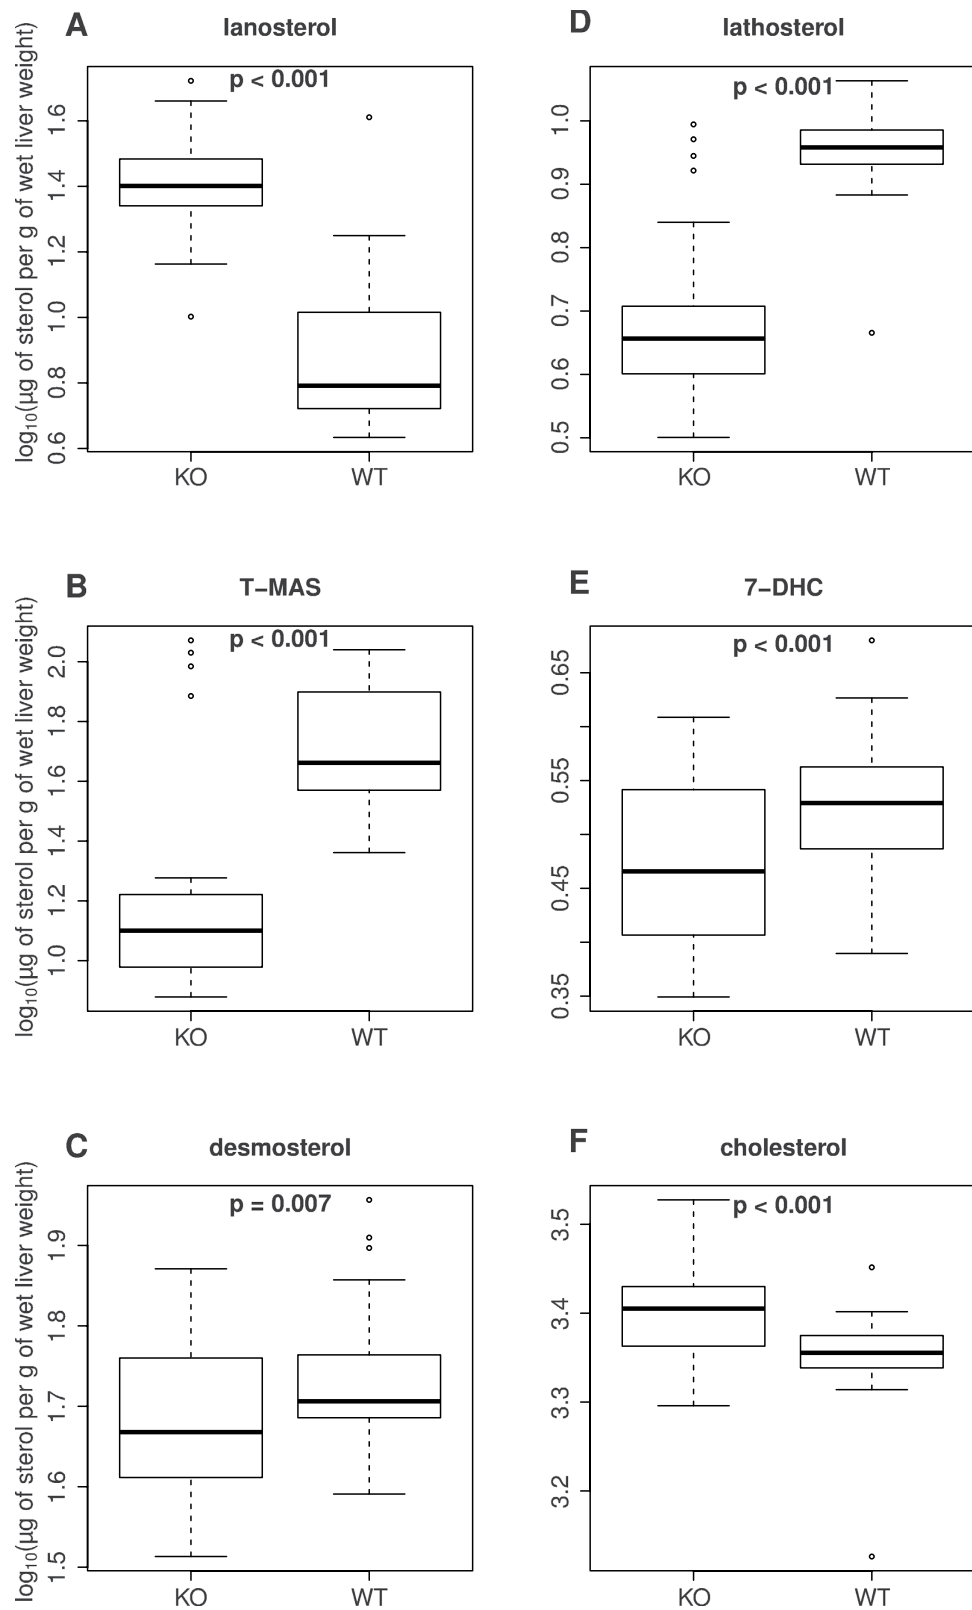 A
lanosterol
p < 0.001
log₁₀(µg of sterol per g of wet liver weight)
0.6
0.8
1.0
1.2
1.4
1.6
KO
WT
D
lathosterol
p < 0.001
0.5
0.6
0.7
0.8
0.9
1.0
KO
WT
B
T−MAS
p < 0.001
log₁₀(µg of sterol per g of wet liver weight)
1.0
1.2
1.4
1.6
1.8
2.0
KO
WT
E
7−DHC
p < 0.001
0.35
0.45
0.55
0.65
KO
WT
C
desmosterol
p = 0.007
log₁₀(µg of sterol per g of wet liver weight)
1.5
1.6
1.7
1.8
1.9
KO
WT
F
cholesterol
p < 0.001
3.2
3.3
3.4
3.5
KO
WT